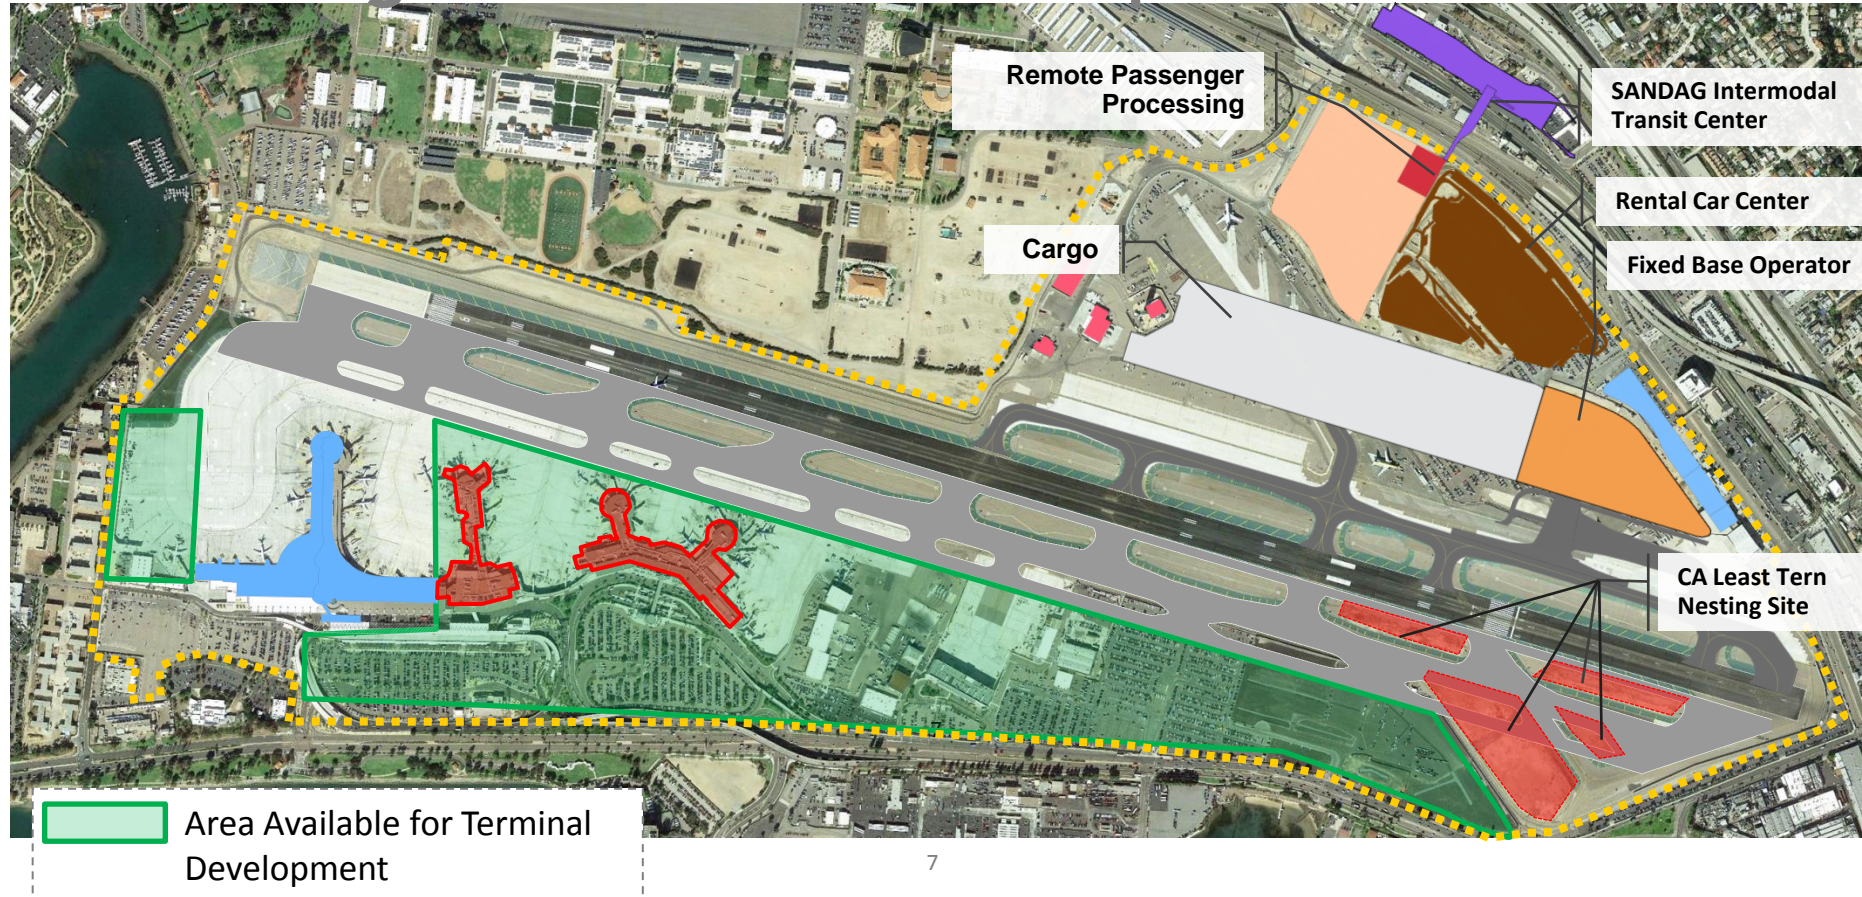 Remote Passenger
Processing
SANDAG Intermodal
Transit Center
Rental Car Center
Cargo
Fixed Base Operator
CA Least Tern
Nesting Site
7
Area Available for Terminal
Development
7